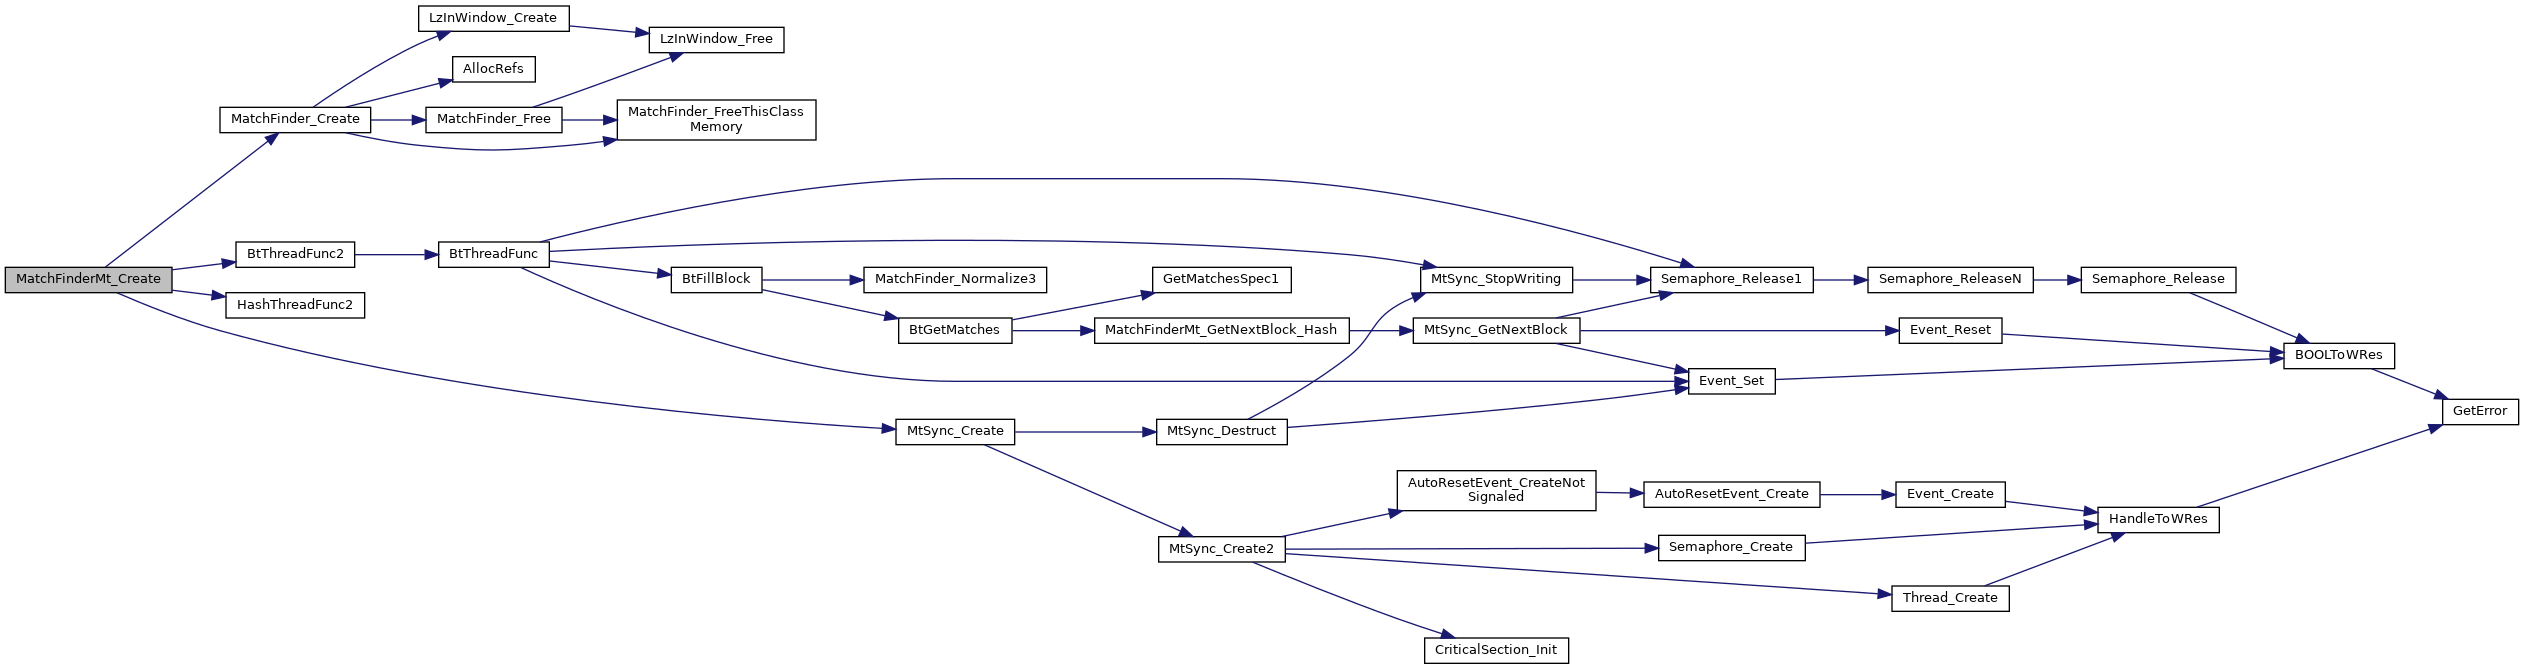 LzInWindow_Create
LzInWindow_Free
AllocRefs
MatchFinder_Create
MatchFinder_Free
MatchFinder_FreeThisClass
Memory
MatchFinderMt_Create
BtThreadFunc2
BtThreadFunc
HashThreadFunc2
BtFillBlock
MatchFinder_Normalize3
GetMatchesSpec1
MtSync_StopWriting
Semaphore_Release1
Semaphore_ReleaseN
Semaphore_Release
BtGetMatches
MatchFinderMt_GetNextBlock_Hash
MtSync_GetNextBlock
Event_Reset
BOOLToWRes
Event_Set
GetError
MtSync_Create
MtSync_Destruct
AutoResetEvent_CreateNot
Signaled
AutoResetEvent_Create
Event_Create
HandleToWRes
MtSync_Create2
Semaphore_Create
Thread_Create
CriticalSection_Init